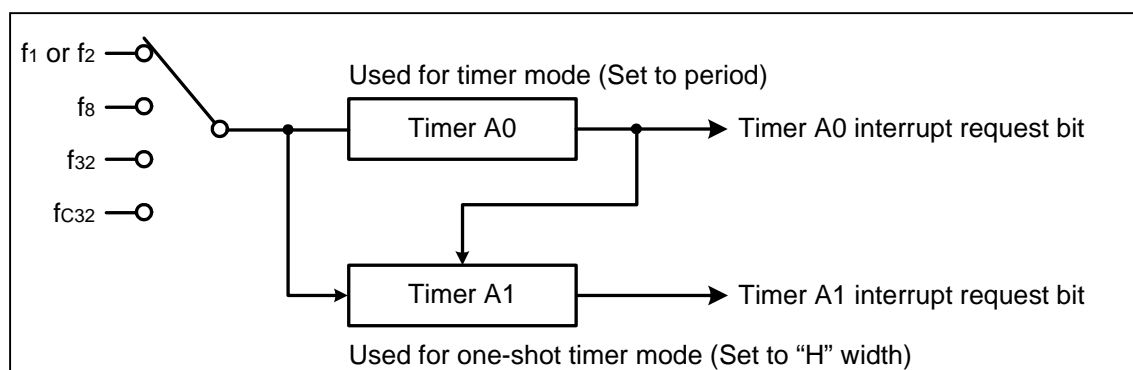 f1 or f2
Used for timer mode (Set to period)
f8
Timer A0
Timer A0 interrupt request bit
f32
fC32
Timer A1
Timer A1 interrupt request bit
Used for one-shot timer mode (Set to “H” width)